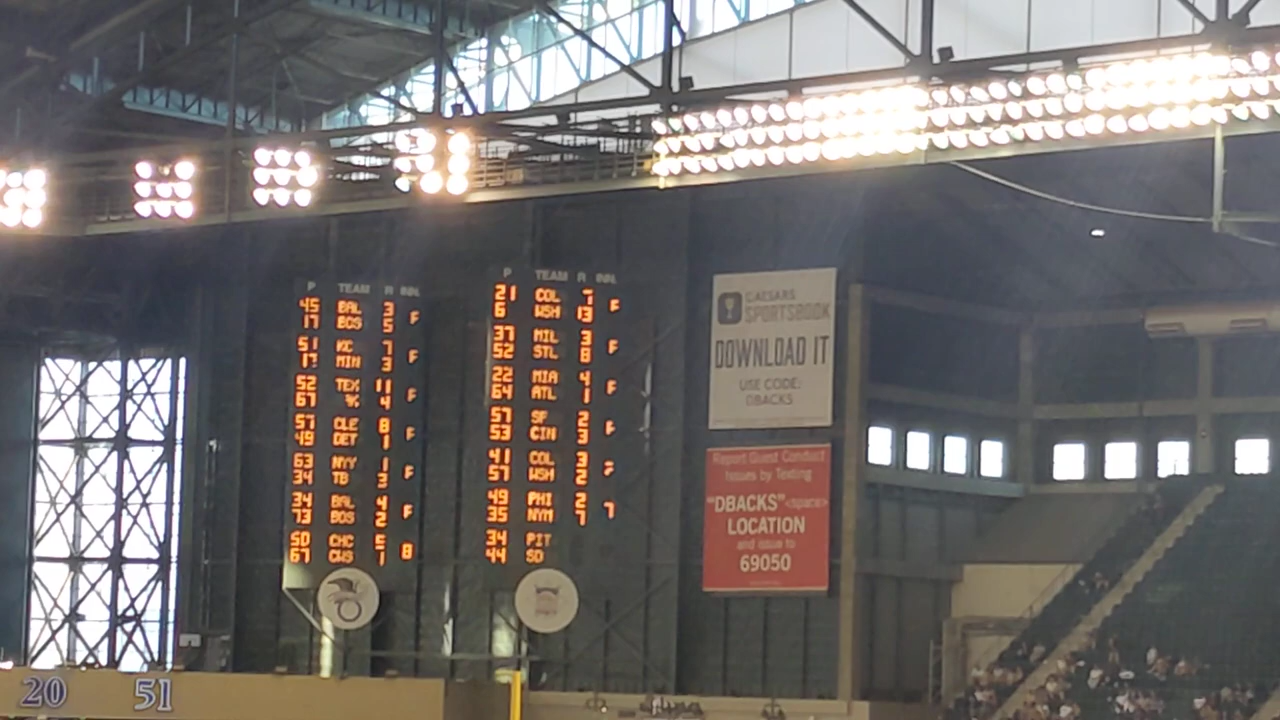 P TEAM R INN
45 BAL 3 F
17 BOS 5
51 KC 7 F
17 MIN 3
52 TEX 11 F
67 4
57 CLE 8 F
49 DET 1
63 NYY 1 F
34 TB 3
34 BAL 4 F
73 BOS 2
50 CHC 5 8
67 CWS 1
P TEAM R INN
21 COL 7 F
6 WSH 13
37 MIL 3 F
52 STL 8
22 MIA 4 F
64 ATL 1
57 SF 2 F
53 CIN 3
41 COL 3 F
57 WSH 2
49 PHI 2 7
35 NYM 7
34 PIT
44 SD
CAESARS
SPORTSBOOK
DOWNLOAD IT
USE CODE:
DBACKS
Report Guest Conduct
Issues by Texting
"DBACKS" <space>
LOCATION
and issue to
69050
20 51